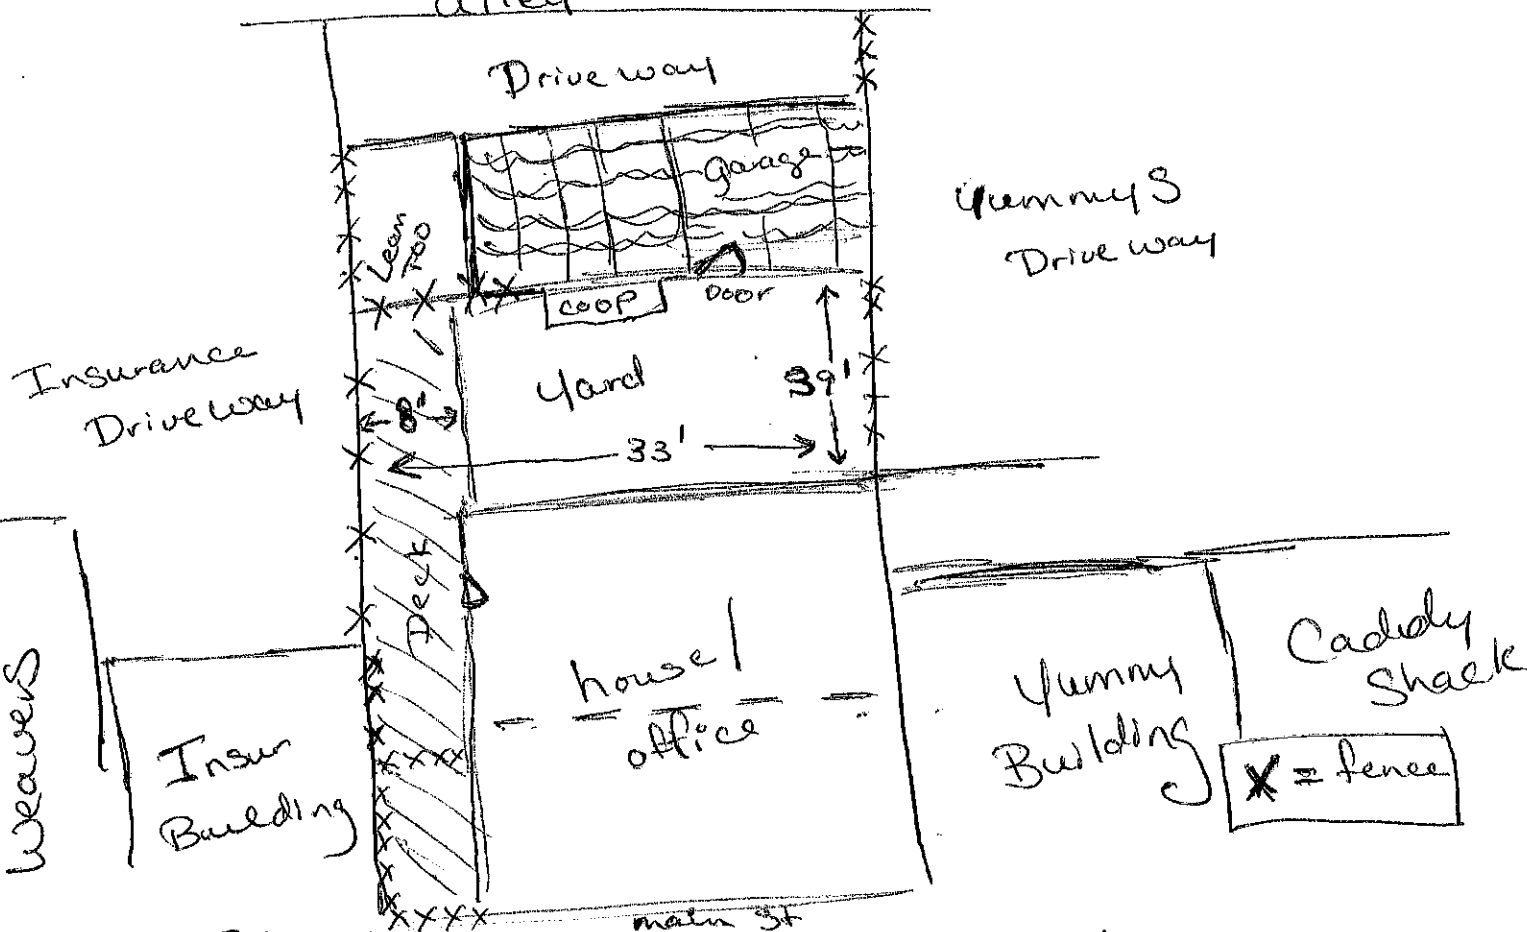 alley
Driveway
Garage
Lean
Too
Yummys
Driveway
Coop
Door
Insurance
Driveway
Yard
39'
8'
33'
Deck
Weavers
Insur
Building
house/
office
Yummy
Building
Caddy
Shack
X = fence
main St